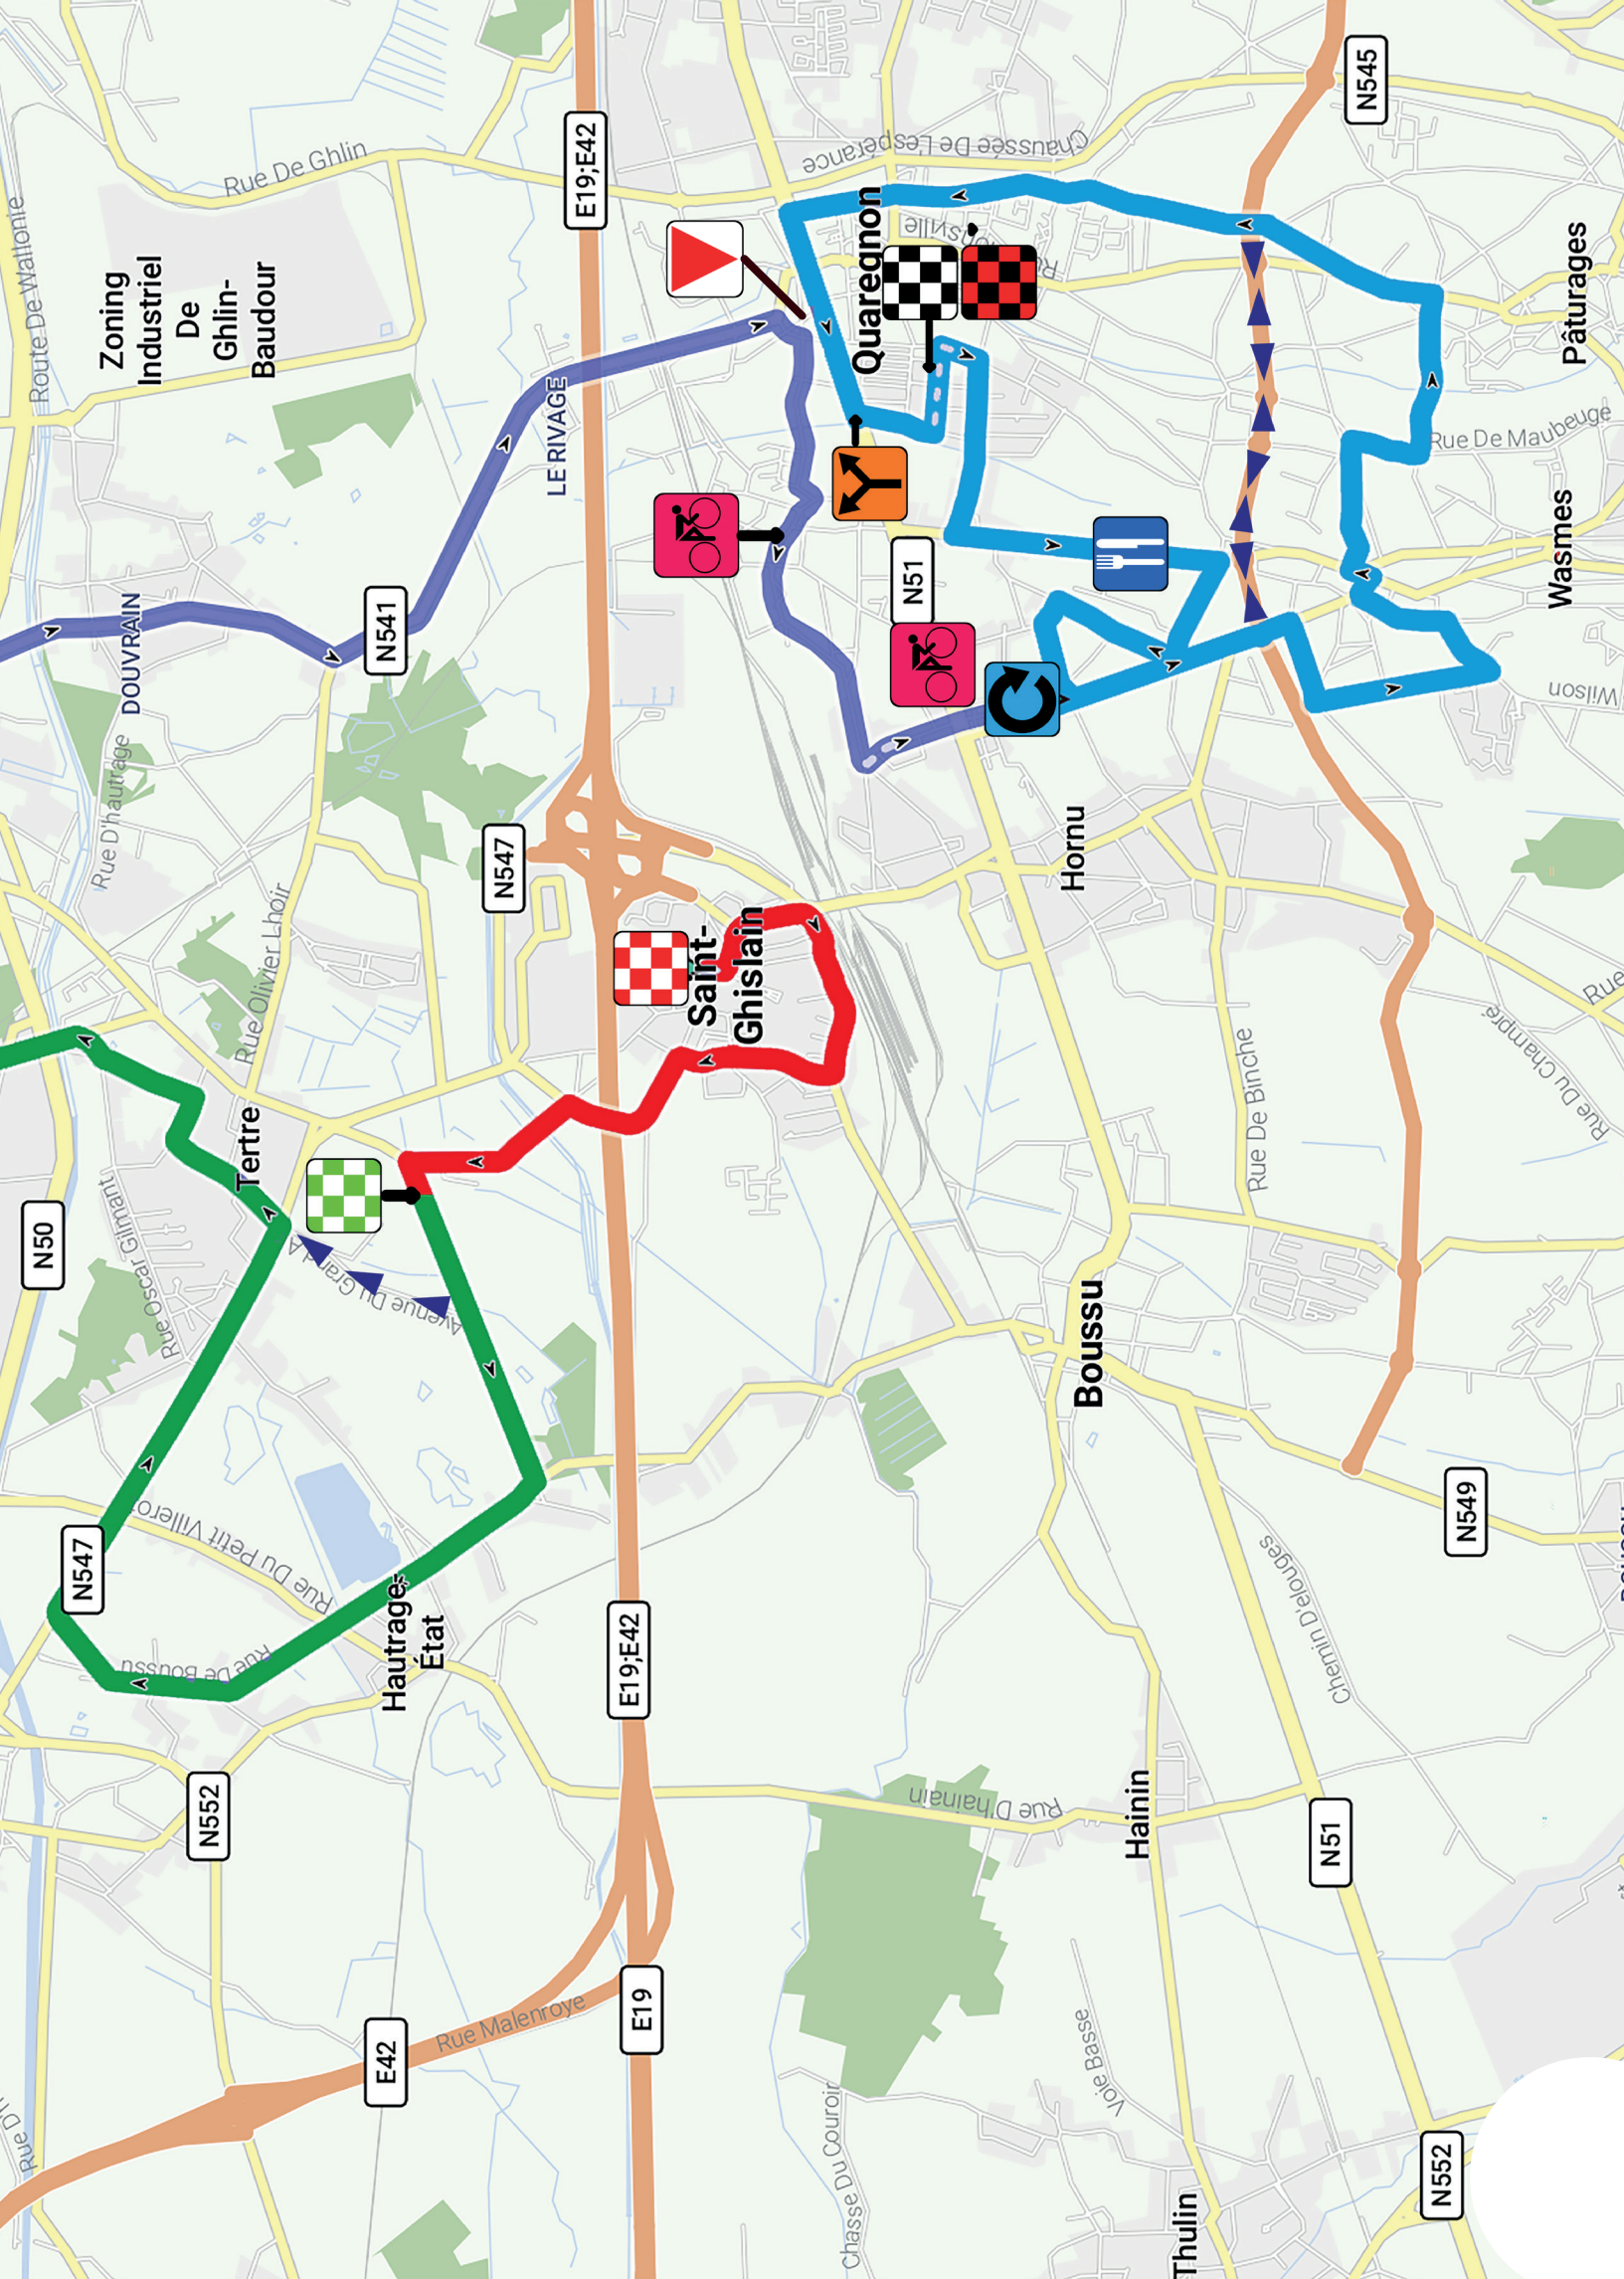 Route De Wallonie
Zoning
Industriel
De
Ghlin-
Baudour
Rue De Ghlin
E19;E42
N545
Chaussée De L'espérance
Quaregnon
Pâturages
LE RIVAGE
Rue De Maubeuge
Wasmes
DOUVRAIN
N541
N51
Wilson
Rue D'hautrage
N547
Hornu
Rue Olivier Lhoir
Saint-
Ghislain
Rue
Rue Du Champré
Rue De Binche
Tertre
N50
Rue Oscar Gilmant
Avenue Du Grand A
Boussu
N547
Rue Du Petit Villerot
Hautrage-
État
Rue De Boussu
E19;E42
N549
Chemin D'elouges
N552
Rue D'hainin
Hainin
N51
E42
Rue Malenroye
E19
Voie Basse
Chasse Du Couroir
N552
Thulin